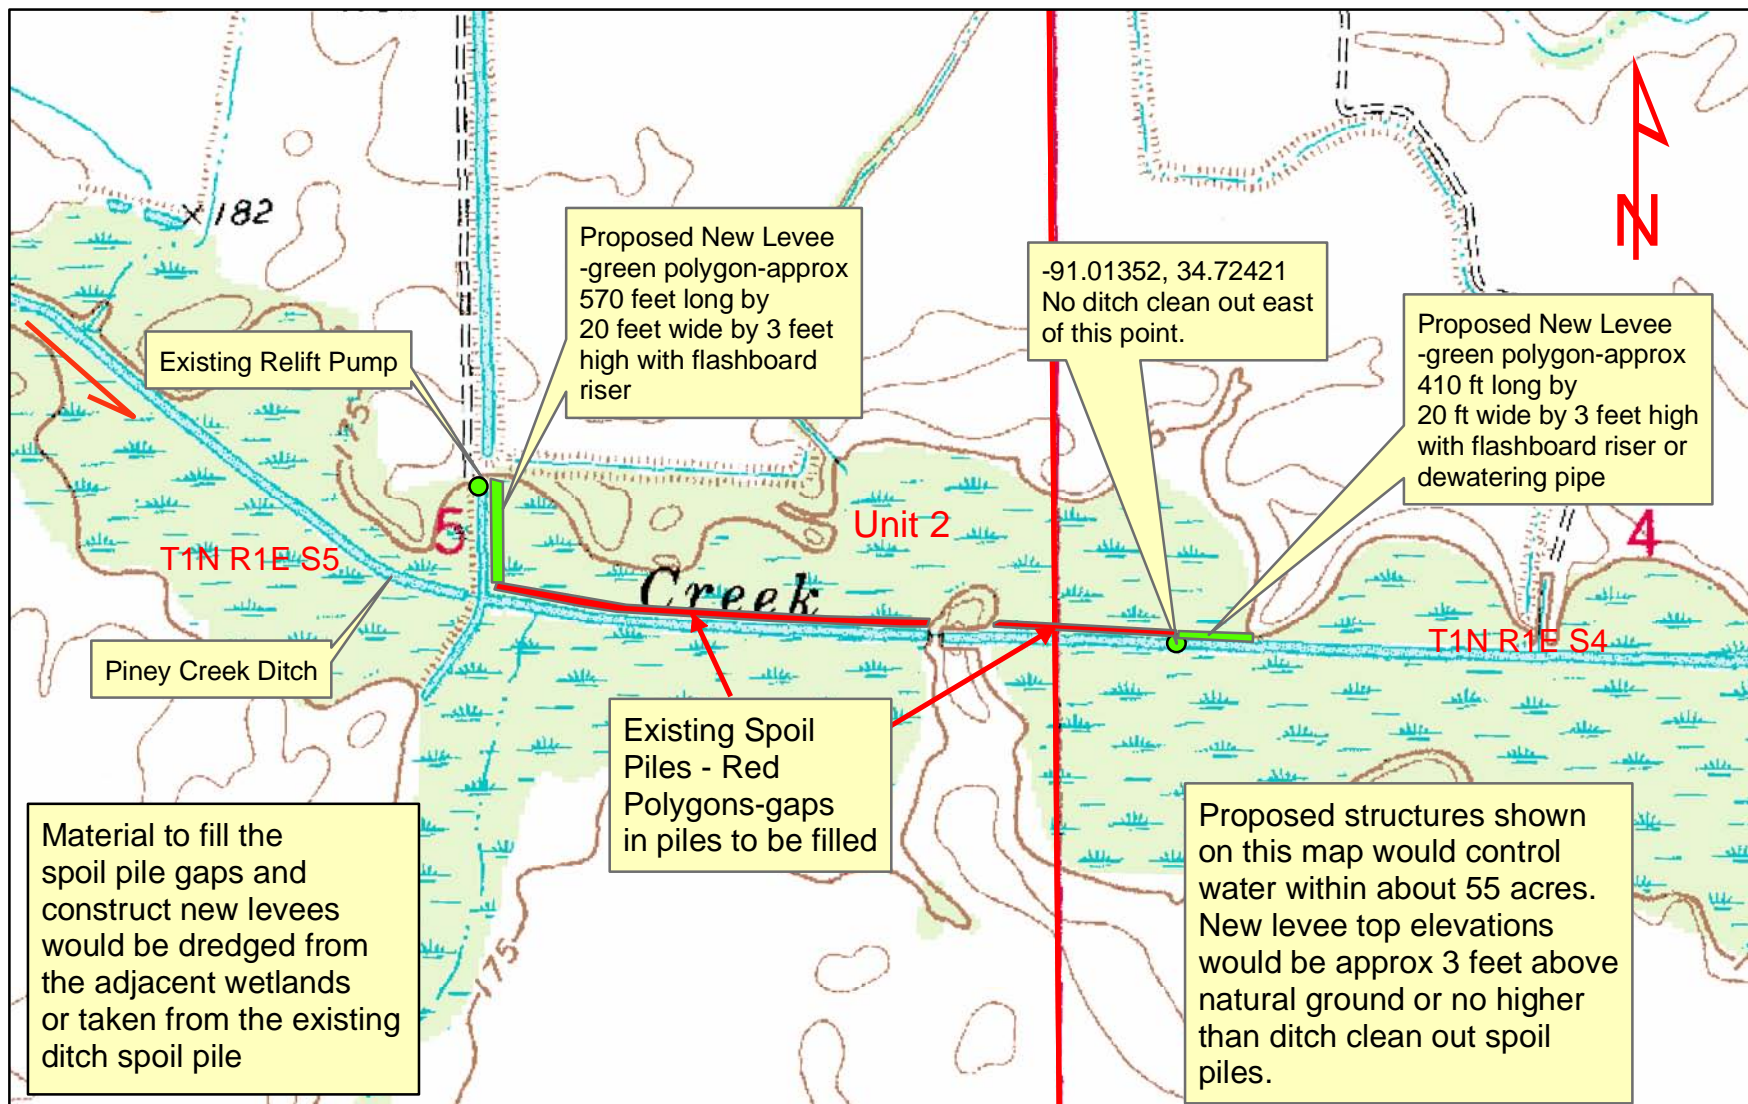 182
N
Proposed New Levee
-green polygon-approx
570 feet long by
20 feet wide by 3 feet
high with flashboard
riser
-91.01352, 34.72421
No ditch clean out east
of this point.
Proposed New Levee
-green polygon-approx
410 ft long by
20 ft wide by 3 feet high
with flashboard riser or
dewatering pipe
Existing Relift Pump
175
5
T1N R1E S5
Unit 2
4
Creek
T1N R1E S4
Piney Creek Ditch
Existing Spoil
Piles - Red
Polygons-gaps
in piles to be filled
Material to fill the
spoil pile gaps and
construct new levees
would be dredged from
the adjacent wetlands
or taken from the existing
ditch spoil pile
175
Proposed structures shown
on this map would control
water within about 55 acres.
New levee top elevations
would be approx 3 feet above
natural ground or no higher
than ditch clean out spoil
piles.